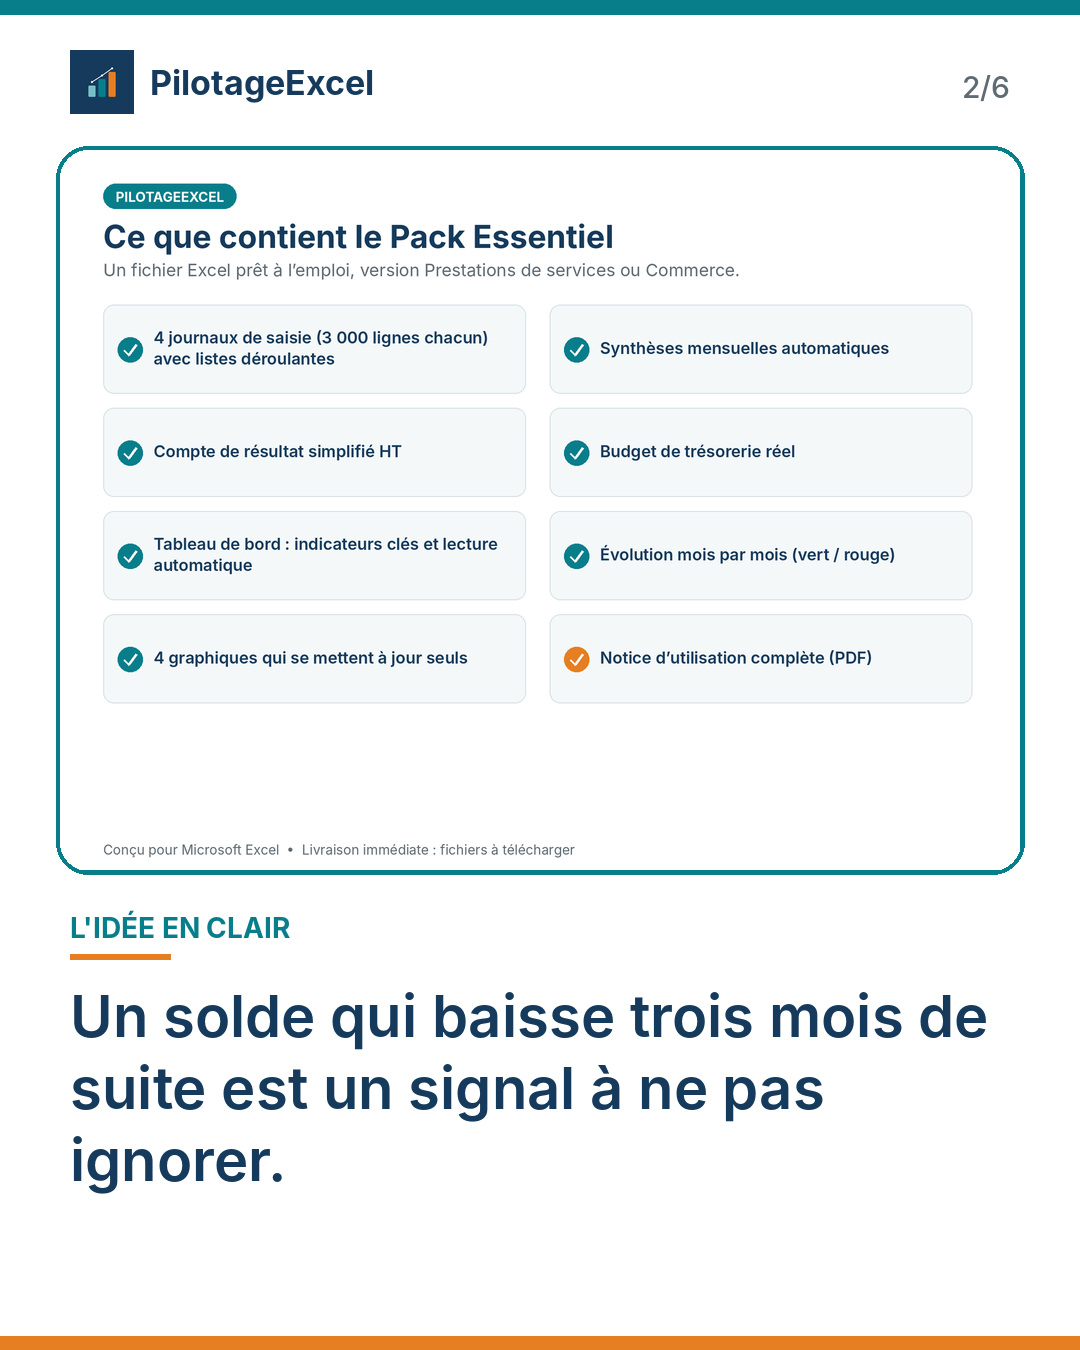 PilotageExcel
2/6
PILOTAGEEXCEL
Ce que contient le Pack Essentiel
Un fichier Excel prêt à l’emploi, version Prestations de services ou Commerce.
4 journaux de saisie (3 000 lignes chacun)
avec listes déroulantes
Synthèses mensuelles automatiques
Compte de résultat simplifié HT
Budget de trésorerie réel
Tableau de bord : indicateurs clés et lecture
automatique
Évolution mois par mois (vert / rouge)
4 graphiques qui se mettent à jour seuls
Notice d’utilisation complète (PDF)
Conçu pour Microsoft Excel • Livraison immédiate : fichiers à télécharger
L'IDÉE EN CLAIR
Un solde qui baisse trois mois de
suite est un signal à ne pas
ignorer.